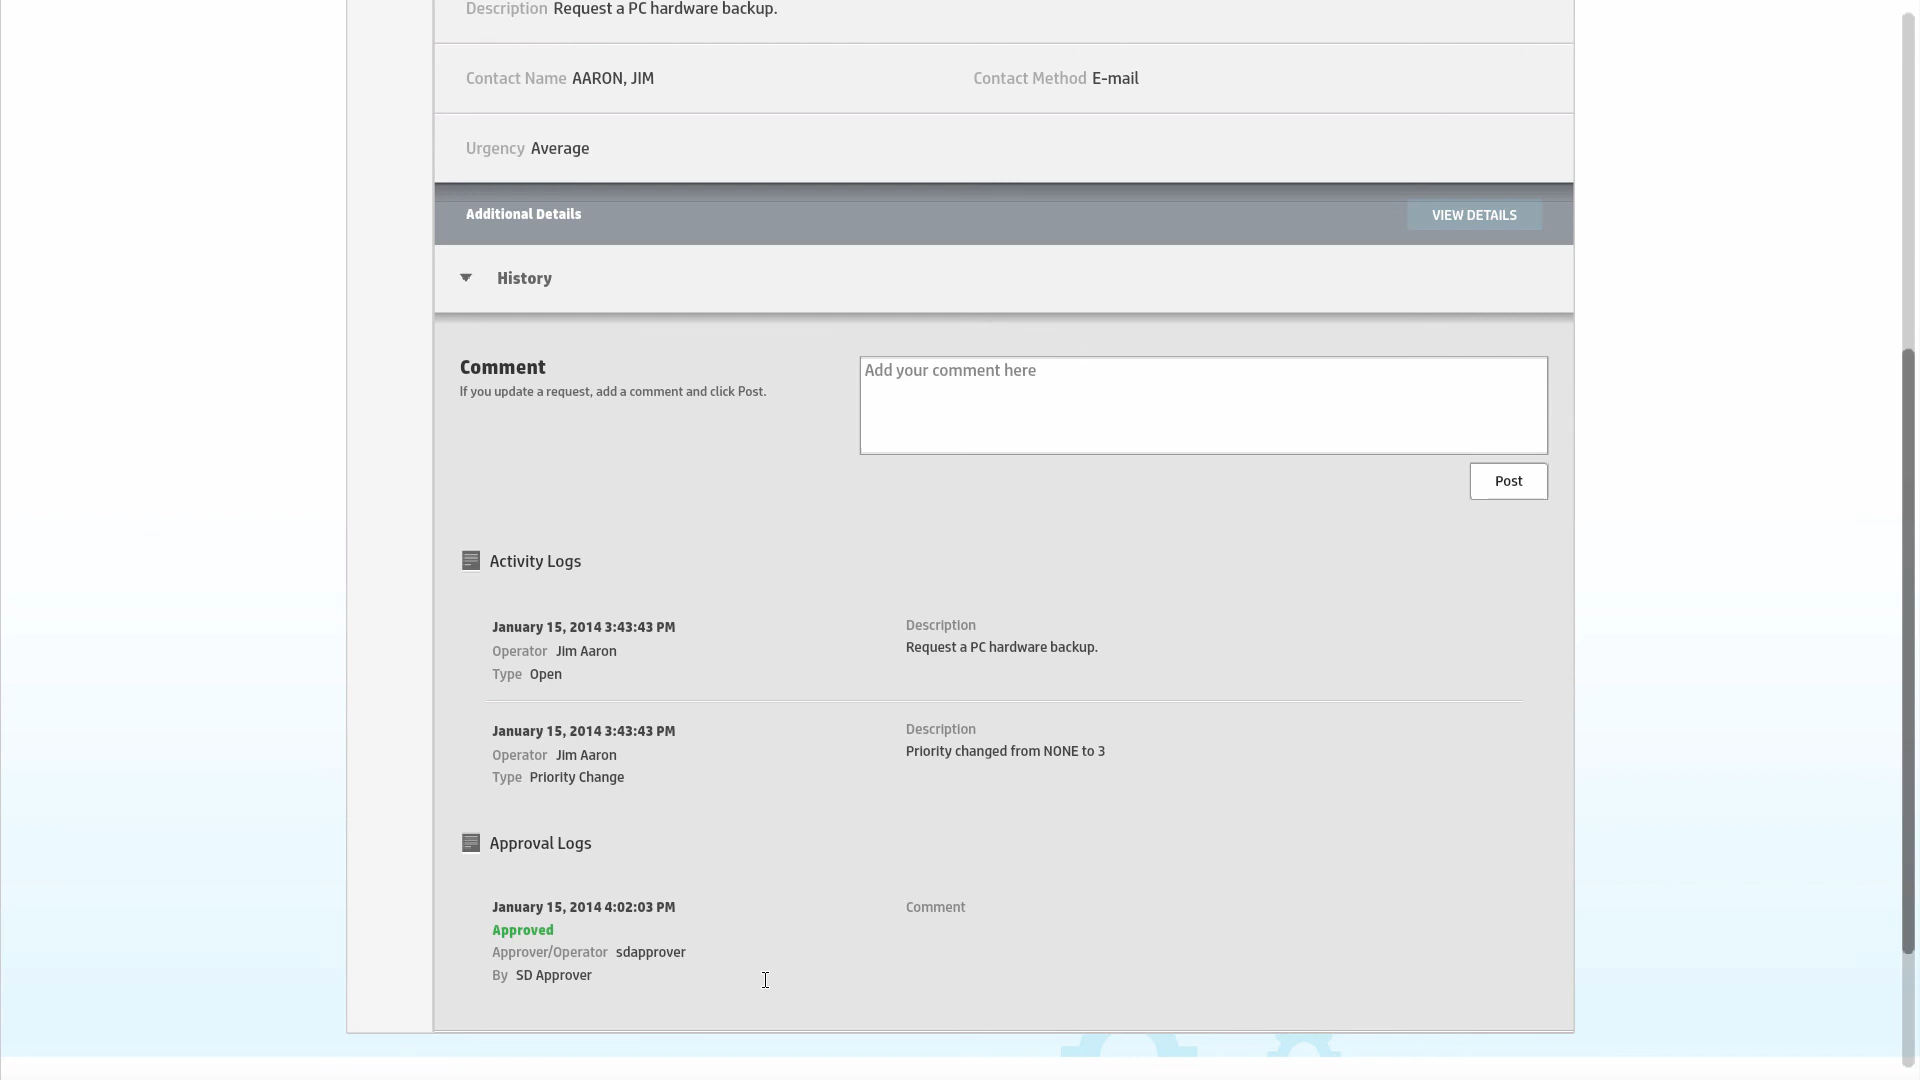 Description Request a PC hardware backup.
Contact Name AARON, JIM Contact Method E-mail
Urgency Average
Additional Details VIEW DETAILS
History
Comment
If you update a request, add a comment and click Post.
Add your comment here
Post
Activity Logs
January 15, 2014 3:43:43 PM
Operator Jim Aaron
Type Open
Description
Request a PC hardware backup.
January 15, 2014 3:43:43 PM
Operator Jim Aaron
Type Priority Change
Description
Priority changed from NONE to 3
Approval Logs
January 15, 2014 4:02:03 PM
Approved
Approver/Operator sdapprover
By SD Approver
Comment